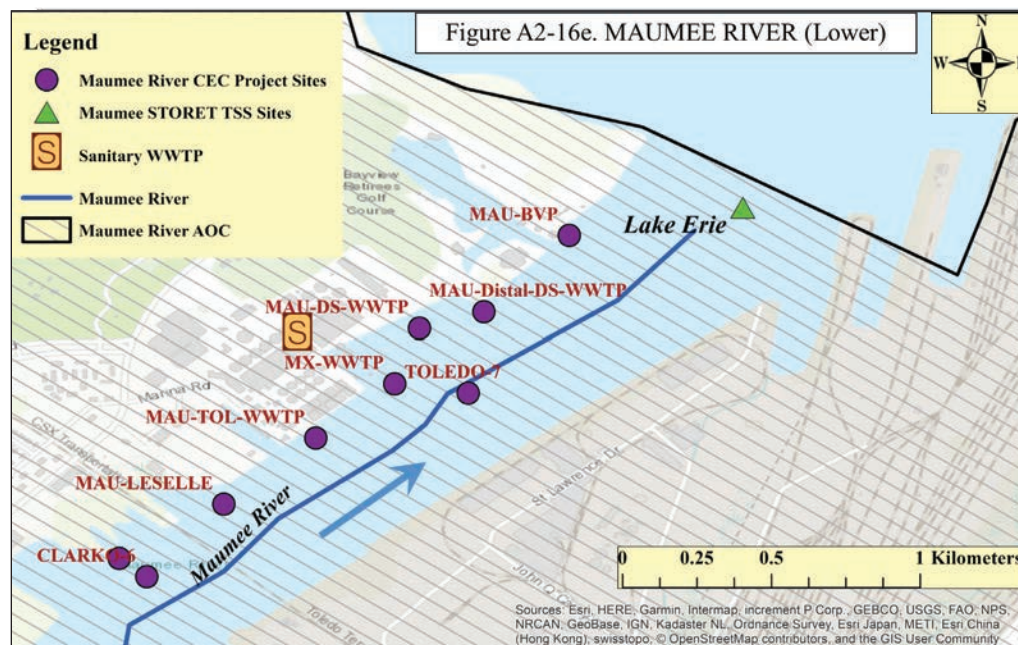 Figure A2-16e. MAUMEE RIVER (Lower)
N
W
S
Legend
Maumee River CEC Project Sites
Maumee STORET TSS Sites
S
Sanitary WWTP
Maumee River
Maumee River AOC
Bayview
Retirees
Golf
Course
MAU-BVP
Lake Erie
MAU-Distal-DS-WWTP
MAU-DS-WWTP
S
MX-WWTP
TOLEDO-7
Manna Rd
MAU-TOL-WWTP
CSX Transportation
MAU-LESELLE
Maumee River
St Lawrence Dr
CLARKO-6
0 0.25 0.5 1 Kilometers
Sources: Esri, HERE, Garmin, Intermap, increment P Corp., GEBCO, USGS, FAO, NPS,
NRCAN, GeoBase, IGN, Kadaster NL, Ordnance Survey, Esri Japan, METI, Esri China
(Hong Kong), swisstopo, © OpenStreetMap contributors, and the GIS User Community